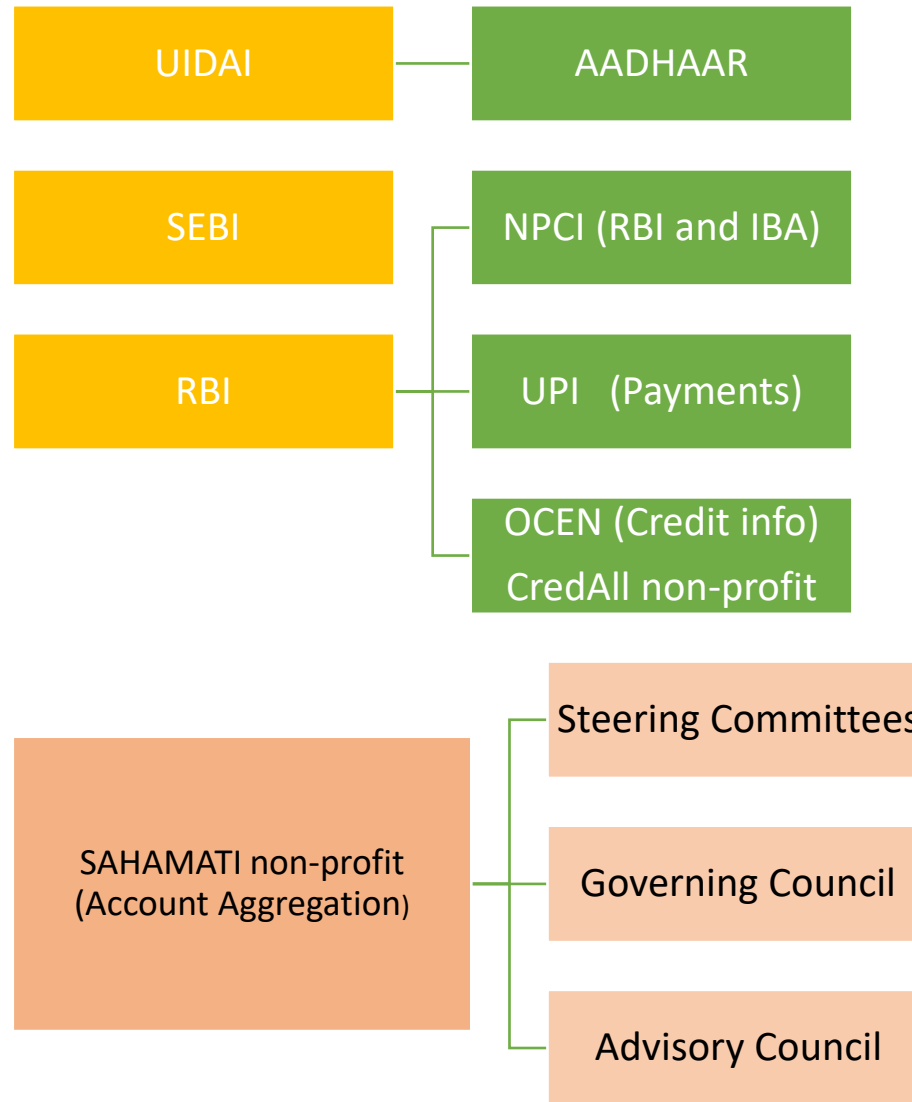 UIDAI
AADHAAR
SEBI
NPCI (RBI and IBA)
RBI
UPI (Payments)
OCEN (Credit info)
CredAll non-profit
Steering Committees
SAHAMATI non-profit
(Account Aggregation)
Governing Council
Advisory Council